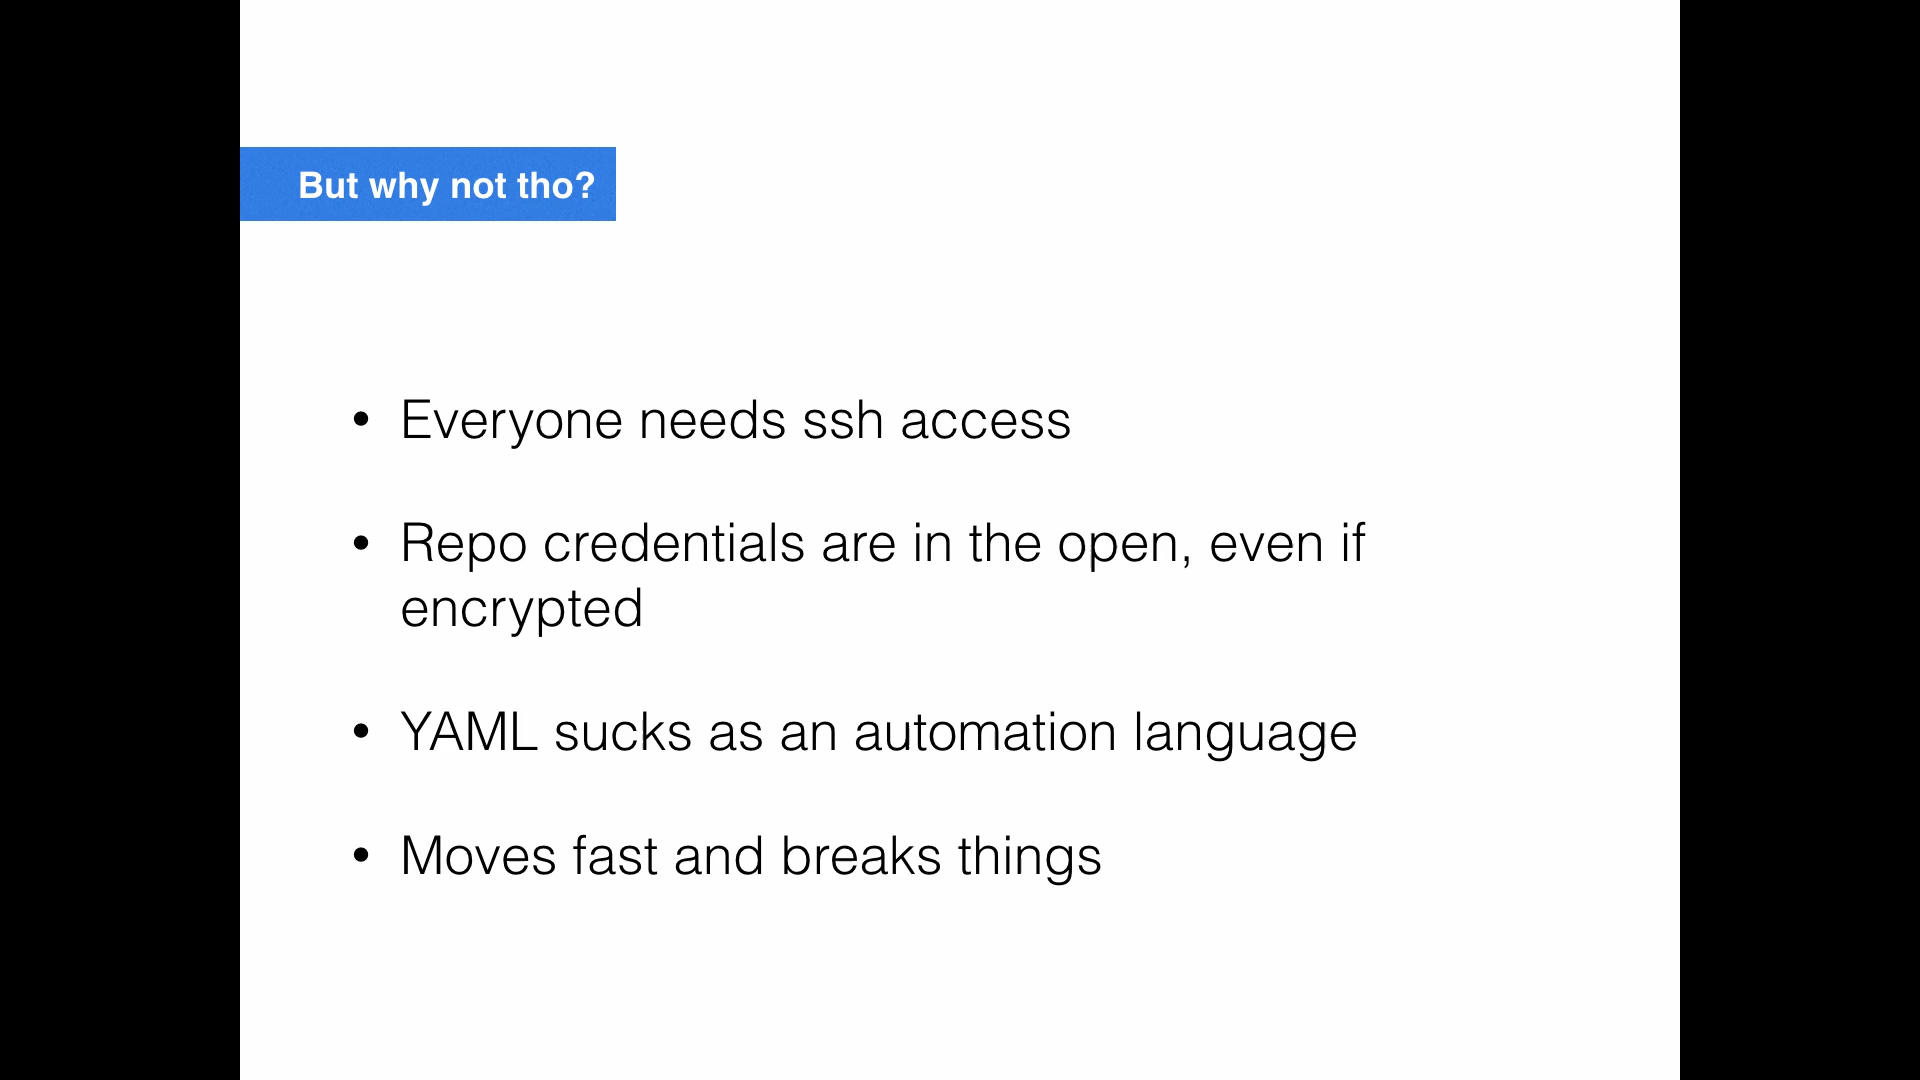 But why not tho?
• Everyone needs ssh access
• Repo credentials are in the open, even if
encrypted
• YAML sucks as an automation language
• Moves fast and breaks things